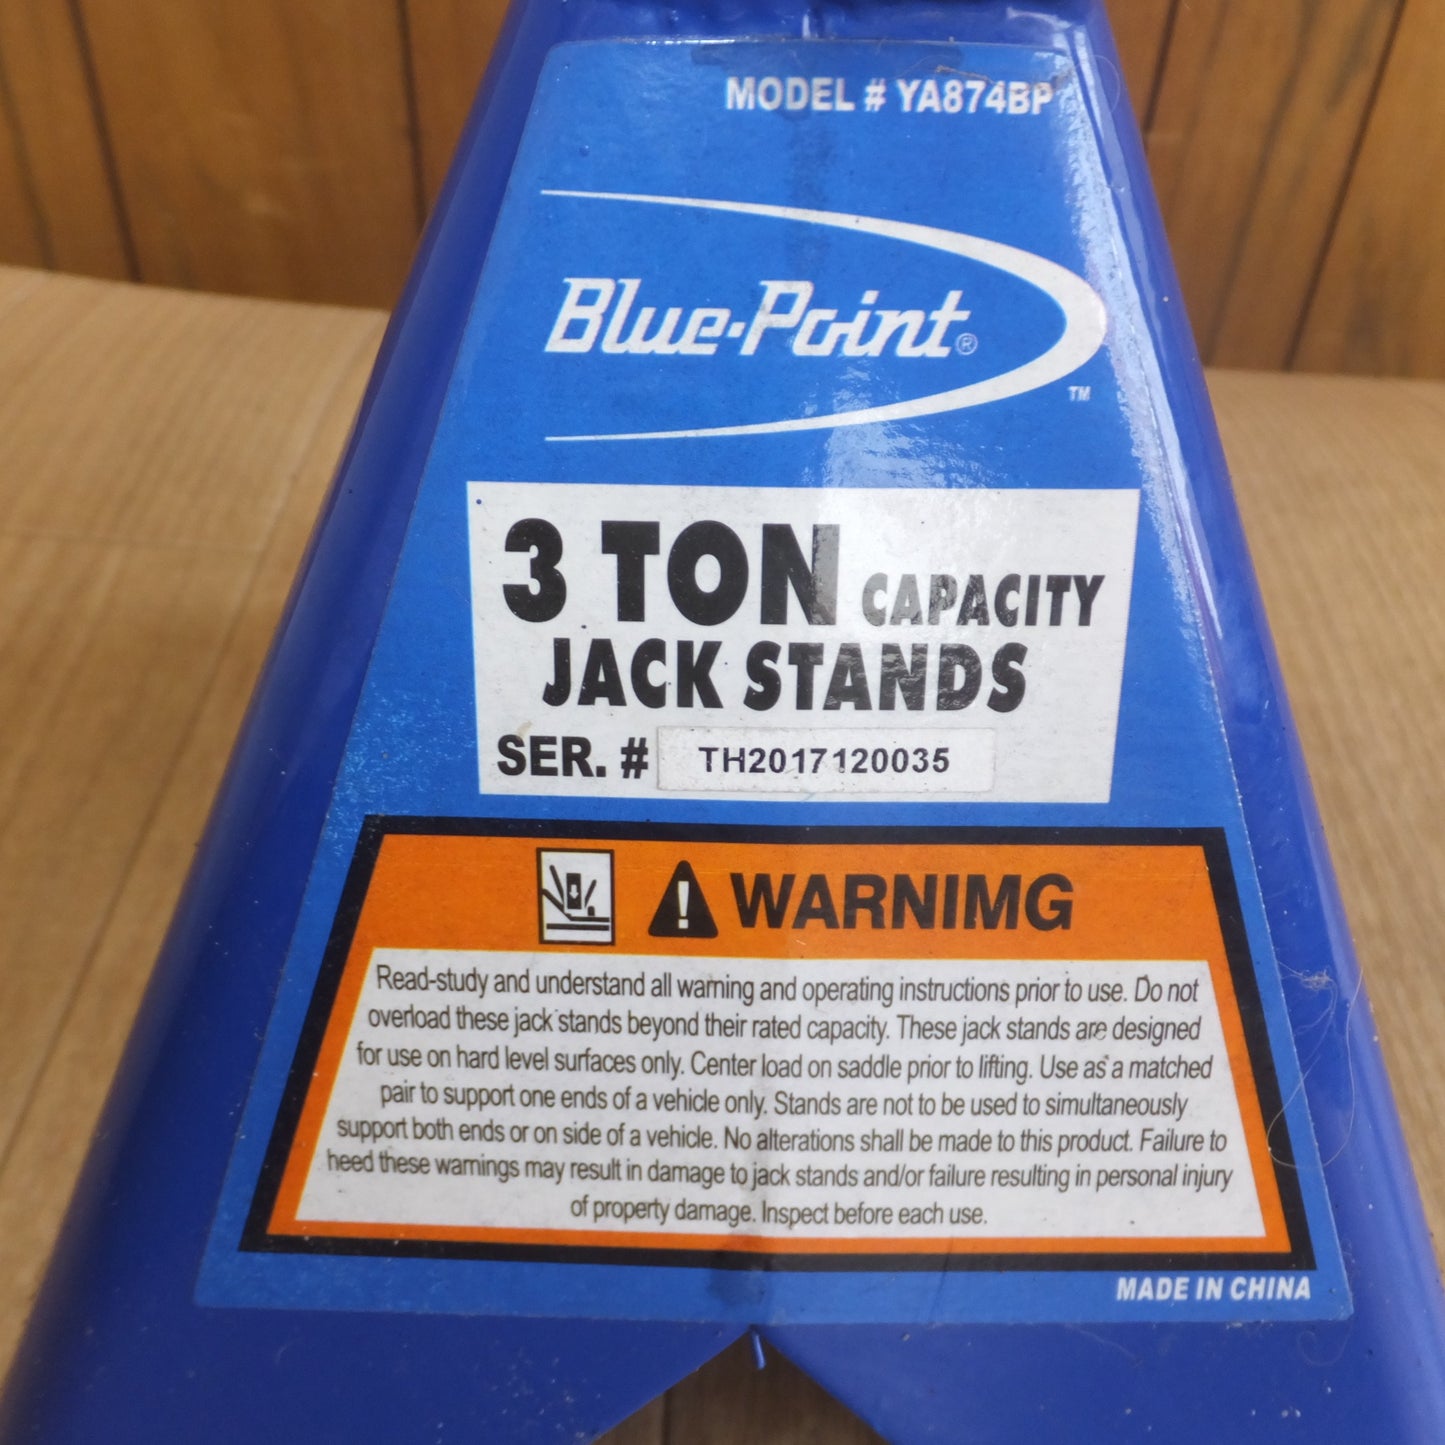 MODEL # YA874BP
Blue-Point®
™
3 TON CAPACITY
JACK STANDS
SER. # TH2017120035
! WARNIMG
Read-study and understand all warning and operating instructions prior to use. Do not
overload these jack stands beyond their rated capacity. These jack stands are designed
for use on hard level surfaces only. Center load on saddle prior to lifting. Use as a matched
pair to support one ends of a vehicle only. Stands are not to be used to simultaneously
support both ends or on side of a vehicle. No alterations shall be made to this product. Failure to
heed these warnings may result in damage to jack stands and/or failure resulting in personal injury
of property damage. Inspect before each use.
MADE IN CHINA